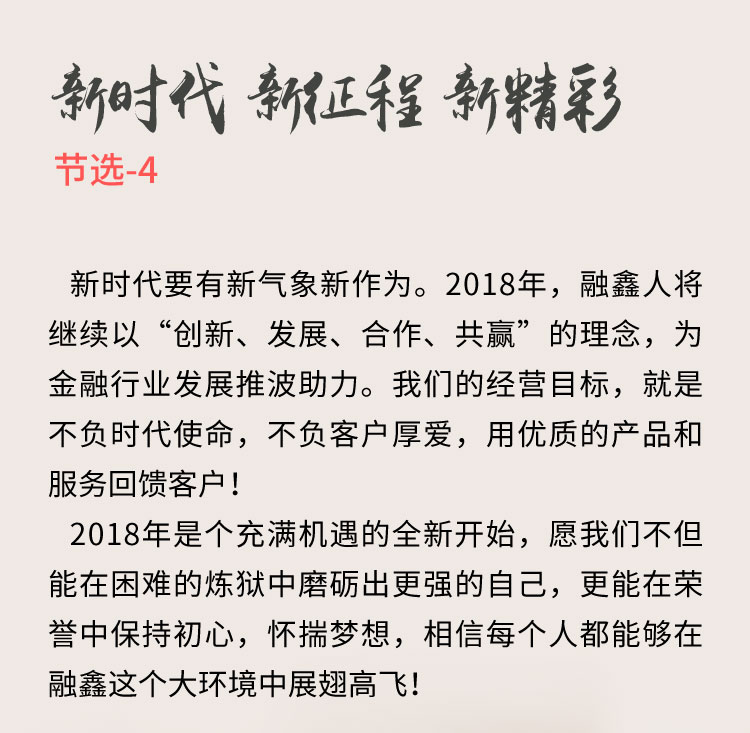 新时代 新征程 新精彩
节选-4
新时代要有新气象新作为。2018年，融鑫人将
继续以“创新、发展、合作、共赢”的理念，为
金融行业发展推波助力。我们的经营目标，就是
不负时代使命，不负客户厚爱，用优质的产品和
服务回馈客户！
2018年是个充满机遇的全新开始，愿我们不但
能在困难的炼狱中磨砺出更强的自己，更能在荣
誉中保持初心，怀揣梦想，相信每个人都能够在
融鑫这个大环境中展翅高飞！